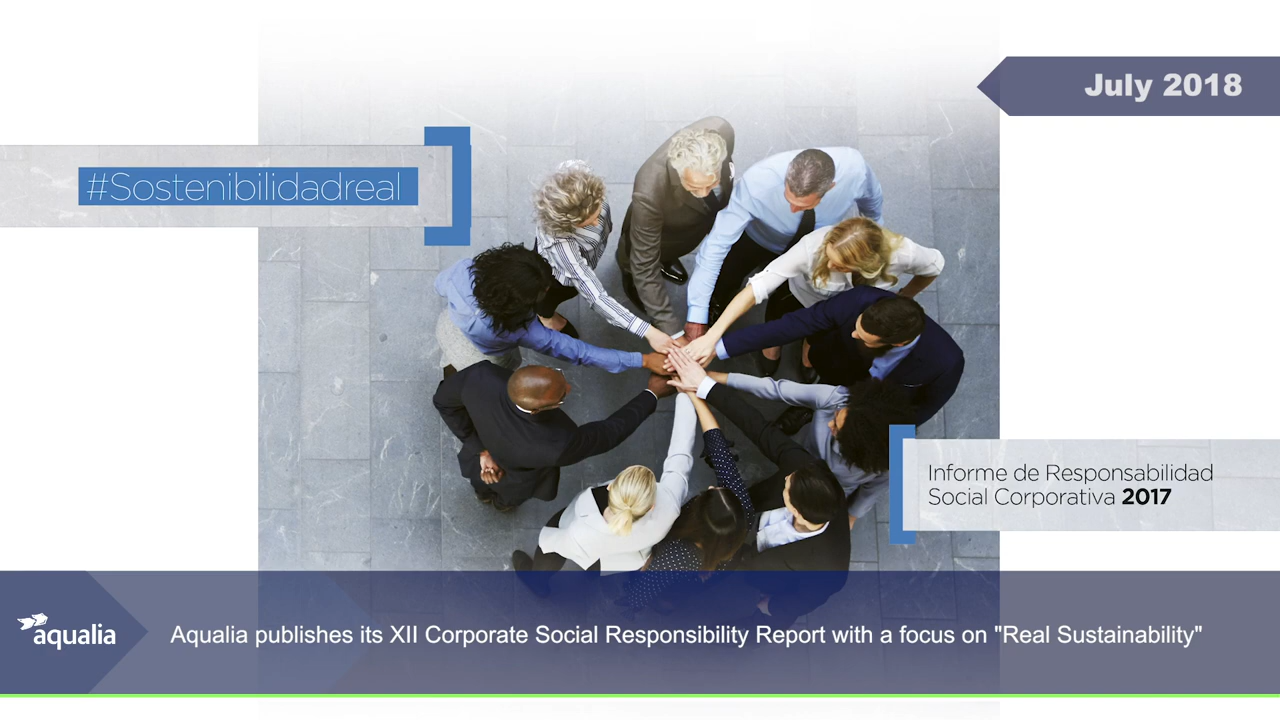 July 2018
#Sostenibilidadreal
Informe de Responsabilidad
Social Corporativa 2017
aqualia
Aqualia publishes its XII Corporate Social Responsibility Report with a focus on "Real Sustainability"